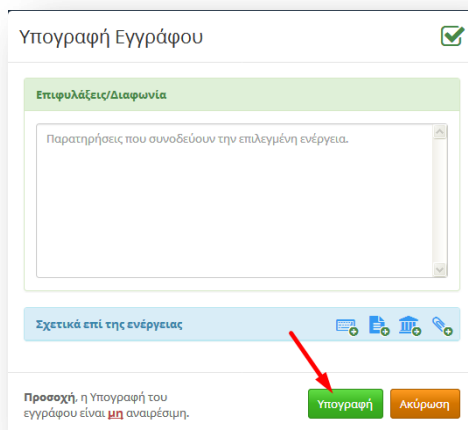 Υπογραφή Εγγράφου
Επιφυλάξεις/Διαφωνία
Παρατηρήσεις που συνοδεύουν την επιλεγμένη ενέργεια.
Σχετικά επί της ενέργειας
Προσοχή, η Υπογραφή του
εγγράφου είναι μη αναιρέσιμη.
Υπογραφή
Ακύρωση